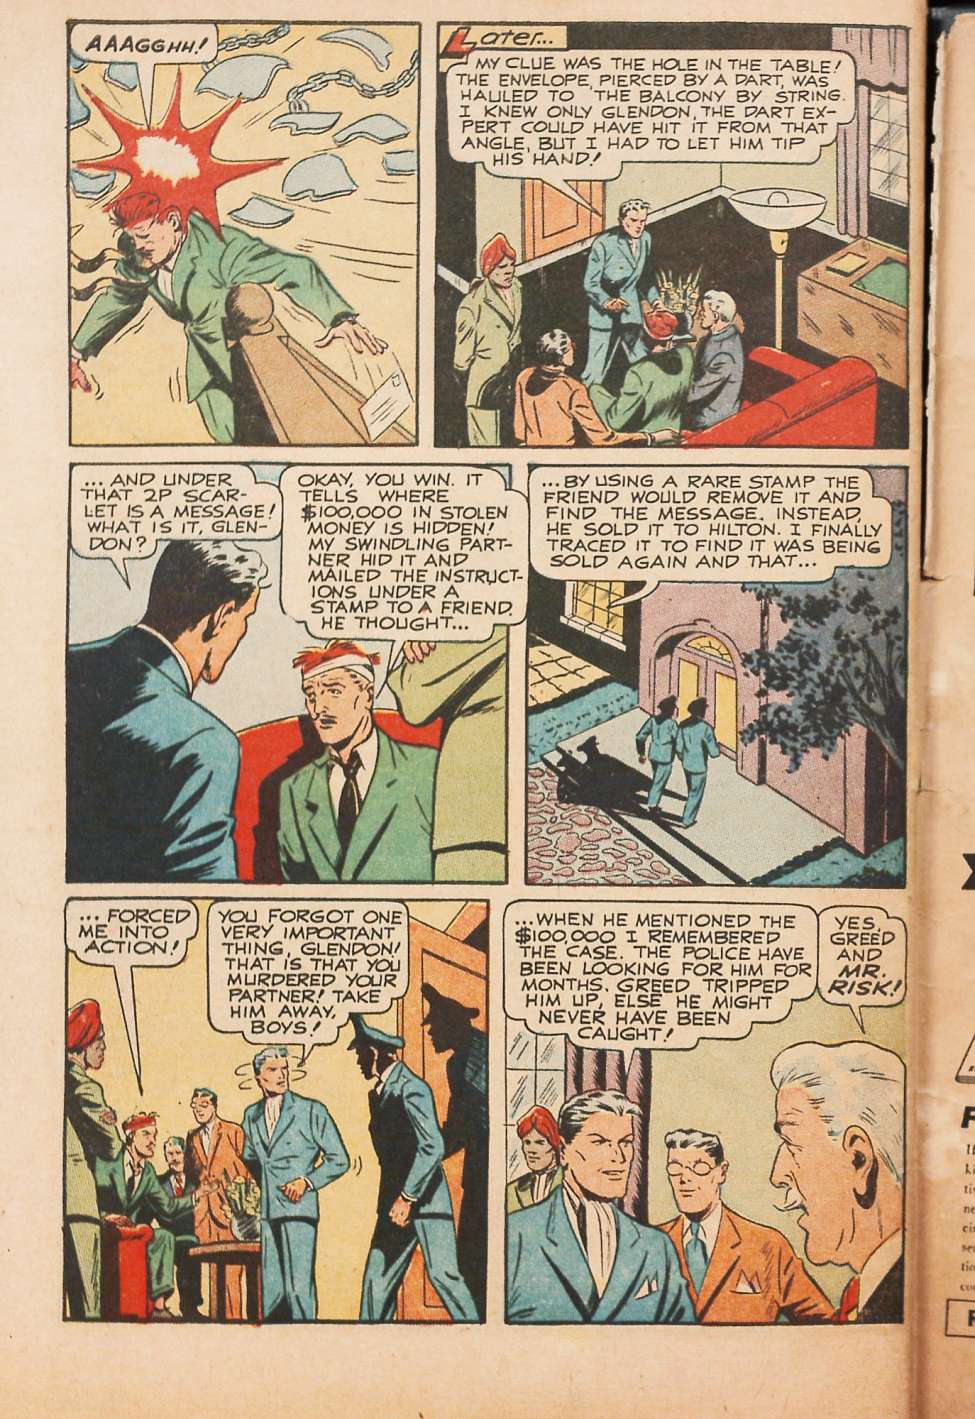 AAAGGHH!
Later...
MY CLUE WAS THE HOLE IN THE TABLE!
THE ENVELOPE, PIERCED BY A DART, WAS
HAULED TO THE BALCONY BY STRING.
I KNEW ONLY GLENDON, THE DART EX-
PERT COULD HAVE HIT IT FROM THAT
ANGLE, BUT I HAD TO LET HIM TIP
HIS HAND!
... AND UNDER
THAT 2P SCAR-
LET IS A MESSAGE!
WHAT IS IT, GLEN-
DON?
OKAY, YOU WIN. IT
TELLS WHERE
$100,000 IN STOLEN
MONEY IS HIDDEN!
MY SWINDLING PART-
NER HID IT AND
MAILED THE INSTRUCT-
IONS UNDER A
STAMP TO A FRIEND.
HE THOUGHT...
...BY USING A RARE STAMP THE
FRIEND WOULD REMOVE IT AND
FIND THE MESSAGE. INSTEAD,
HE SOLD IT TO HILTON. I FINALLY
TRACED IT TO FIND IT WAS BEING
SOLD AGAIN AND THAT...
... FORCED
ME INTO
ACTION!
YOU FORGOT ONE
VERY IMPORTANT
THING, GLENDON!
THAT IS THAT YOU
MURDERED YOUR
PARTNER! TAKE
HIM AWAY,
BOYS!
...WHEN HE MENTIONED THE
$100,000 I REMEMBERED
THE CASE. THE POLICE HAVE
BEEN LOOKING FOR HIM FOR
MONTHS. GREED TRIPPED
HIM UP, ELSE HE MIGHT
NEVER HAVE BEEN
CAUGHT!
YES,
GREED
AND
MR.
RISK!